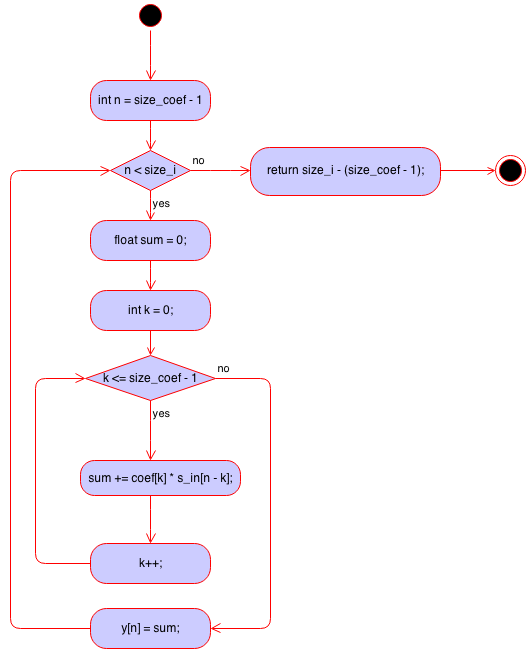 int n = size_coef - 1
n < size_i
no
return size_i - (size_coef - 1);
yes
float sum = 0;
int k = 0;
k <= size_coef - 1
no
yes
sum += coef[k] * s_in[n - k];
k++;
y[n] = sum;